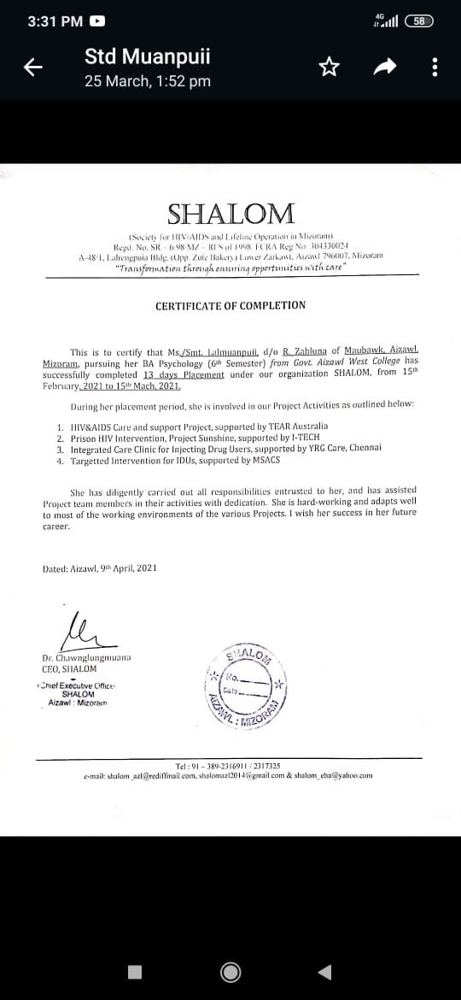 3:31 PM
4G
58
Std Muanpuii
25 March, 1:52 pm
SHALOM
(Society for HIV/AIDS and Lifeline Operation in Mizoram)
Regd. No. SR – 6/98-MZ – RFS of 1998. FCRA Reg No: 304330024
A-48/1, Lalrengpuia Bldg. (Opp. Zote Bakery) Lower Zarkawt, Aizawl 796007, Mizoram
"Transformation through ensuring opportunities with care"
CERTIFICATE OF COMPLETION
This is to certify that Ms./Smt. Lalmuanpuii, d/o R. Zahluna of Maubawk, Aizawl,
Mizoram, pursuing her BA Psychology (6th Semester) from Govt. Aizawl West College has
successfully completed 13 days Placement under our organization SHALOM, from 15th
February, 2021 to 15th Mach, 2021.
During her placement period, she is involved in our Project Activities as outlined below:
1. HIV&AIDS Care and support Project, supported by TEAR Australia
2. Prison HIV Intervention, Project Sunshine, supported by I-TECH
3. Integrated Care Clinic for Injecting Drug Users, supported by YRG Care, Chennai
4. Targetted Intervention for IDUs, supported by MSACS
She has diligently carried out all responsibilities entrusted to her, and has assisted
Project team members in their activities with dedication. She is hard-working and adapts well
to most of the working environments of the various Projects. I wish her success in her future
career.
Dated: Aizawl, 9th April, 2021
Dr. Chawnglungmuana
CEO, SHALOM
Chief Executive Officer
SHALOM
Aizawl : Mizoram
SHALOM
No.
Date
AIZAWL : MIZORAM
Tel : 91 – 389-2316911 / 2317325
e-mail: shalom_azl@rediffmail.com, shalomazl2014@gmail.com & shalom_cha@yahoo.com